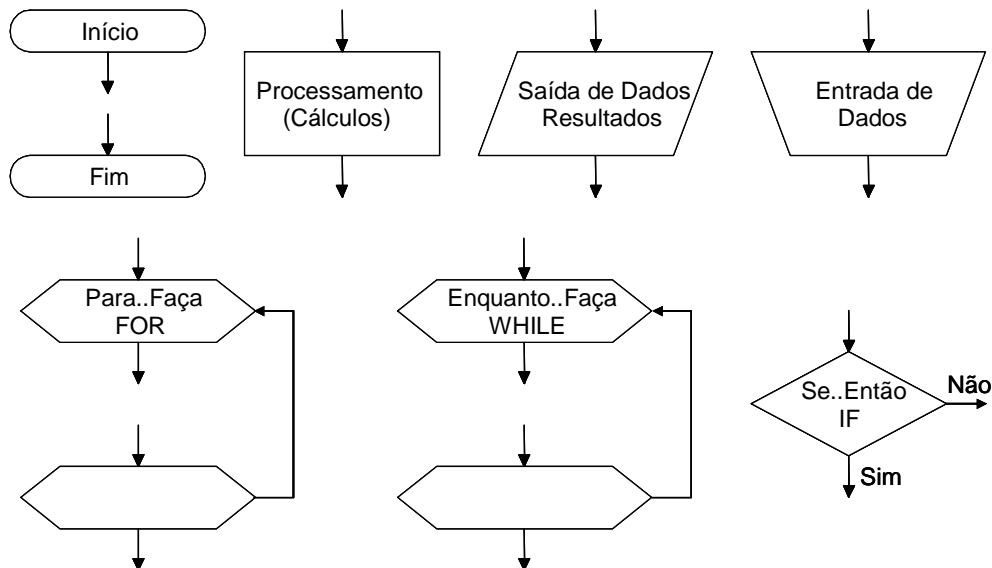 Início
Fim
Processamento
(Cálculos)
Saída de Dados
Resultados
Entrada de
Dados
Para..Faça
FOR
Enquanto..Faça
WHILE
Se..Então
IF
Não
Sim